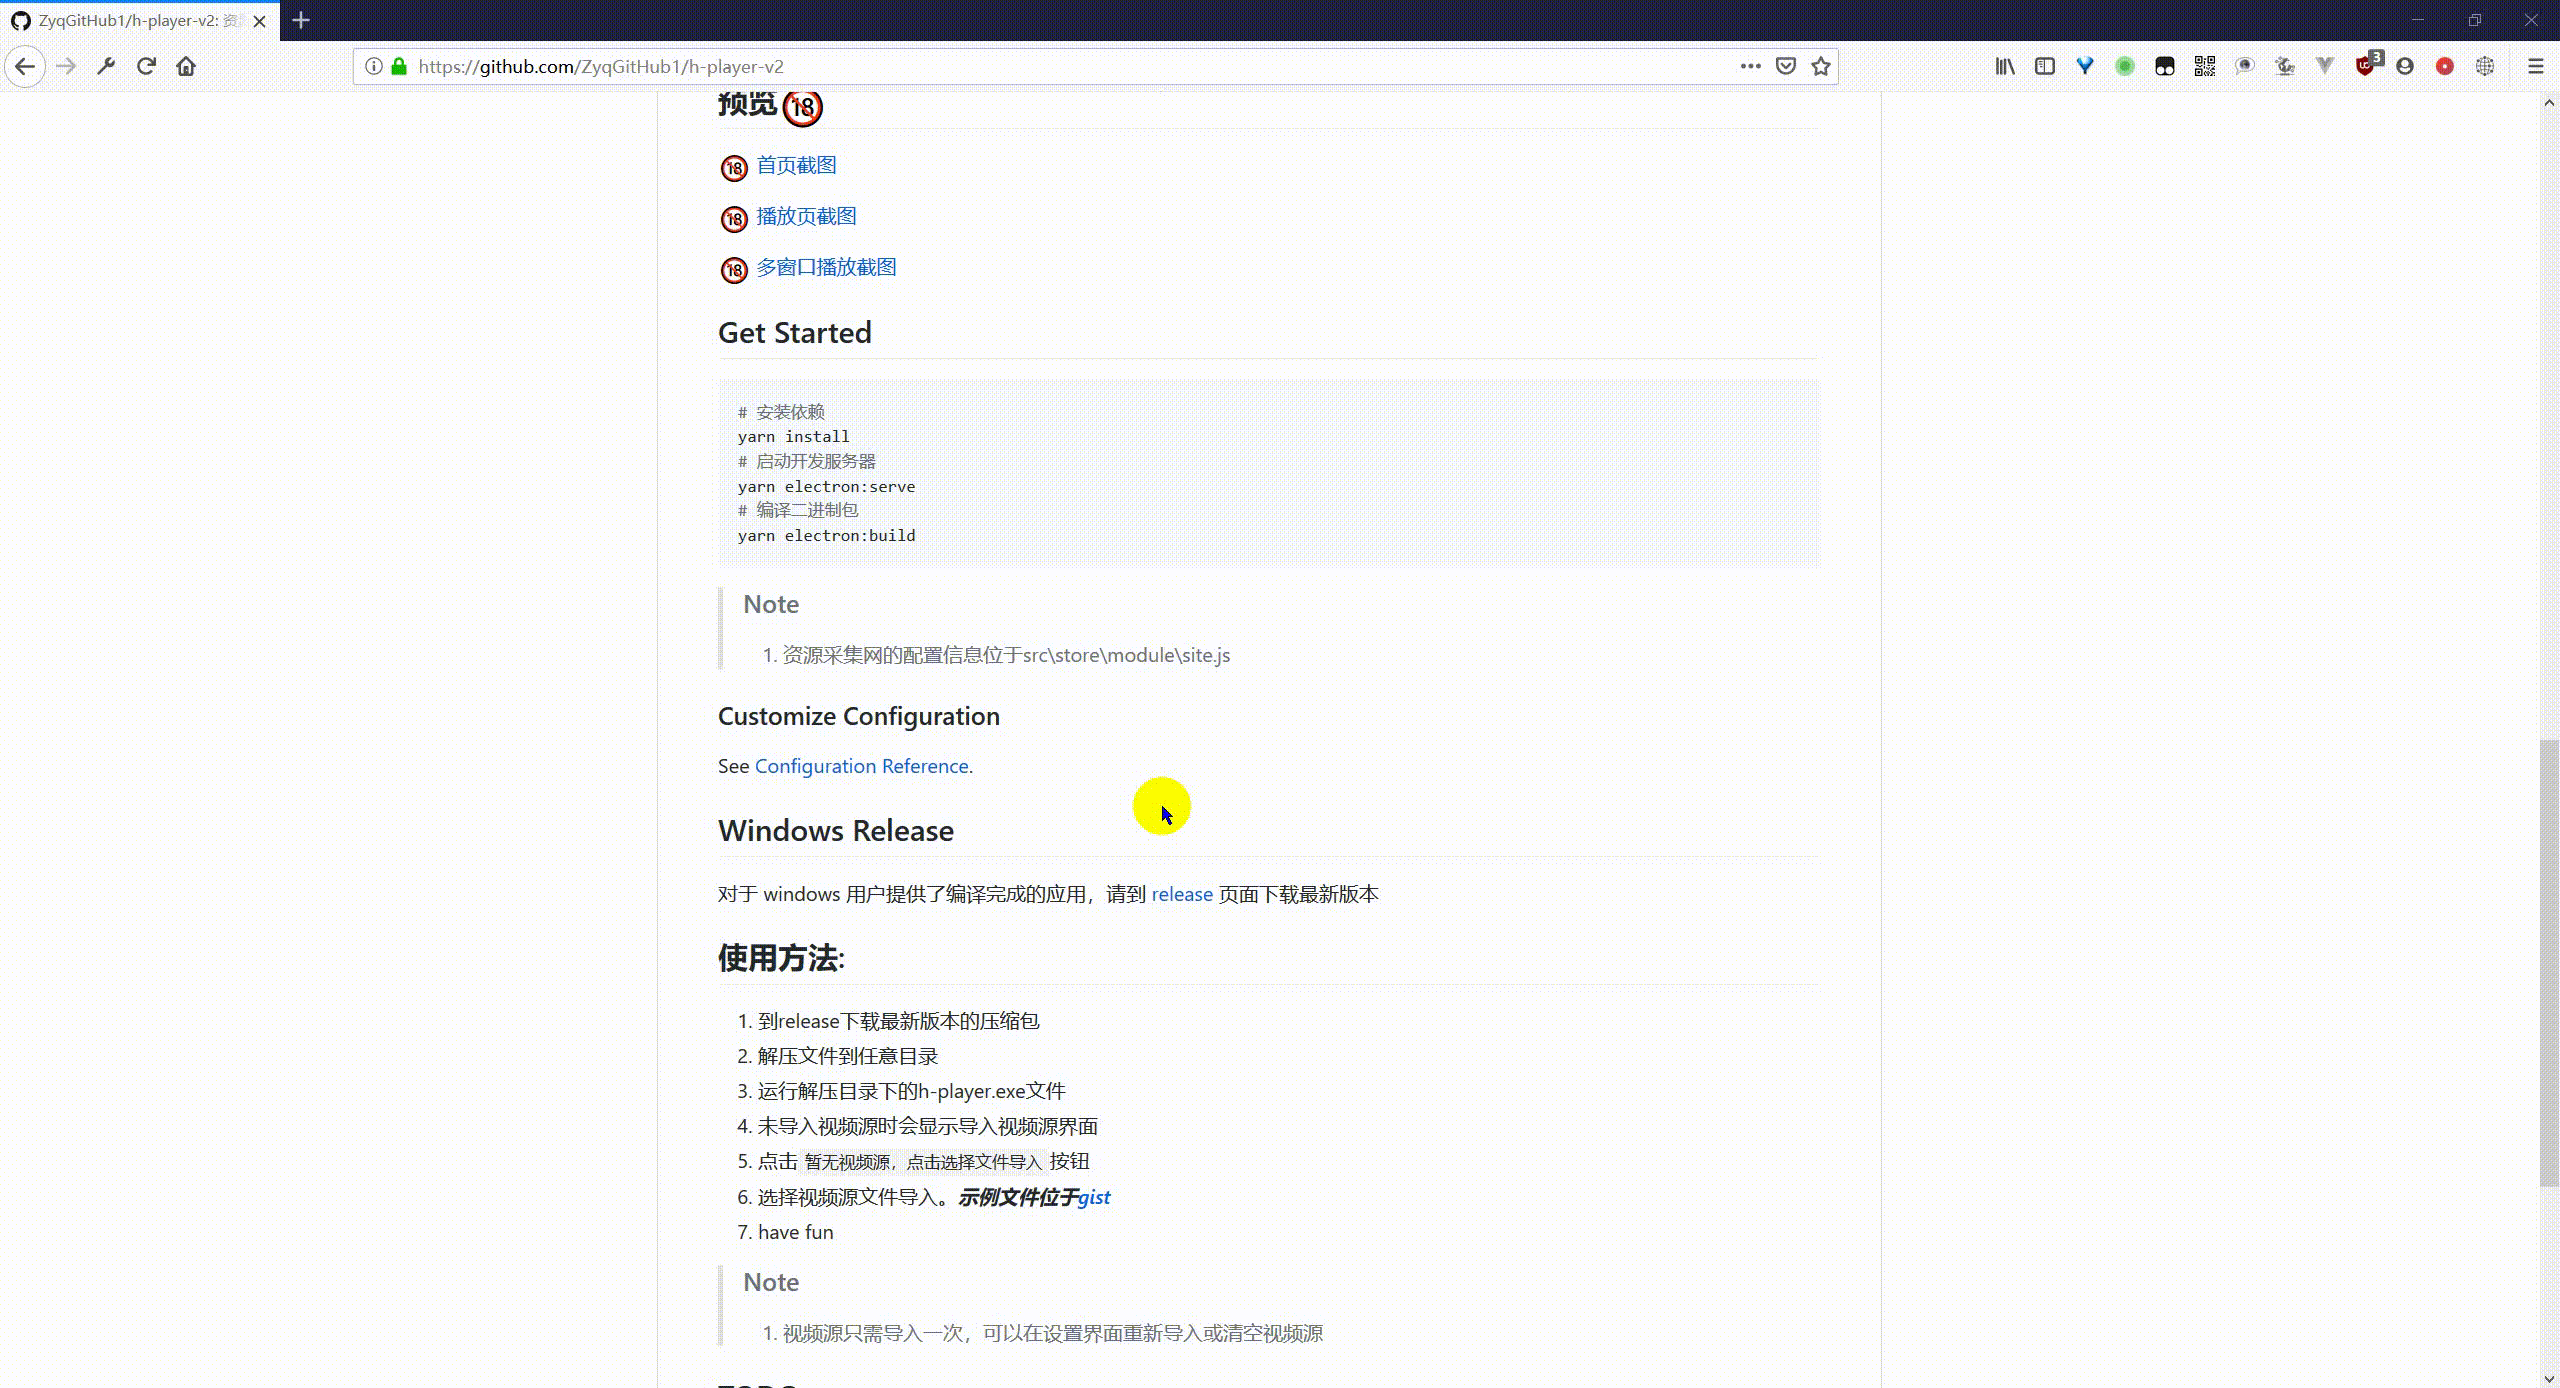 ZyqGitHub1/h-player-v2: 资
https://github.com/ZyqGitHub1/h-player-v2
3
预览🔞
🔞 首页截图
🔞 播放页截图
🔞 多窗口播放截图
Get Started
# 安装依赖
yarn install
# 启动开发服务器
yarn electron:serve
# 编译二进制包
yarn electron:build
Note
1. 资源采集网的配置信息位于src\store\module\site.js
Customize Configuration
See Configuration Reference.
Windows Release
对于 windows 用户提供了编译完成的应用，请到 release 页面下载最新版本
使用方法:
1. 到release下载最新版本的压缩包
2. 解压文件到任意目录
3. 运行解压目录下的h-player.exe文件
4. 未导入视频源时会显示导入视频源界面
5. 点击 暂无视频源，点击选择文件导入 按钮
6. 选择视频源文件导入。示例文件位于gist
7. have fun
Note
1. 视频源只需导入一次，可以在设置界面重新导入或清空视频源